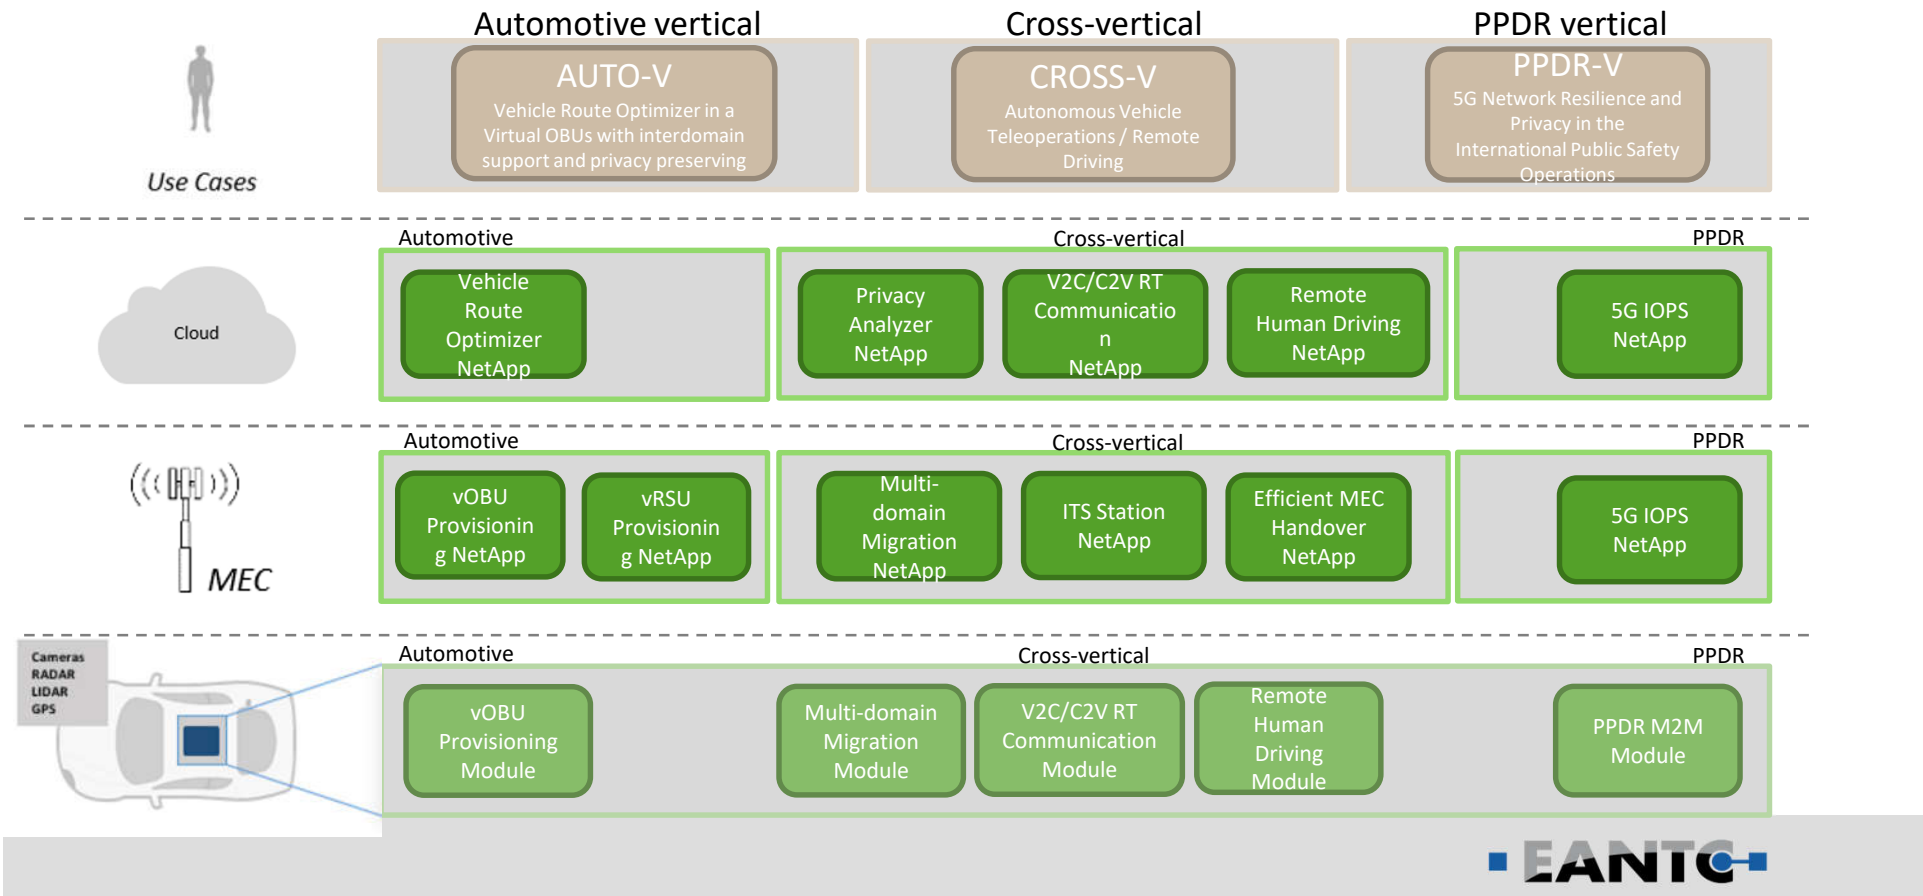 Automotive vertical
Cross-vertical
PPDR vertical
AUTO-V
Vehicle Route Optimizer in a
Virtual OBUs with interdomain
support and privacy preserving
CROSS-V
Autonomous Vehicle
Teleoperations / Remote
Driving
PPDR-V
5G Network Resilience and
Privacy in the
International Public Safety
Operations
Use Cases
Automotive
Cross-vertical
PPDR
Cloud
Vehicle
Route
Optimizer
NetApp
Privacy
Analyzer
NetApp
V2C/C2V RT
Communicatio
n
NetApp
Remote
Human Driving
NetApp
5G IOPS
NetApp
Automotive
Cross-vertical
PPDR
MEC
vOBU
Provisionin
g NetApp
vRSU
Provisionin
g NetApp
Multi-
domain
Migration
NetApp
ITS Station
NetApp
Efficient MEC
Handover
NetApp
5G IOPS
NetApp
Cameras
RADAR
LIDAR
GPS
Automotive
Cross-vertical
PPDR
vOBU
Provisioning
Module
Multi-domain
Migration
Module
V2C/C2V RT
Communication
Module
Remote
Human
Driving
Module
PPDR M2M
Module
EANTC